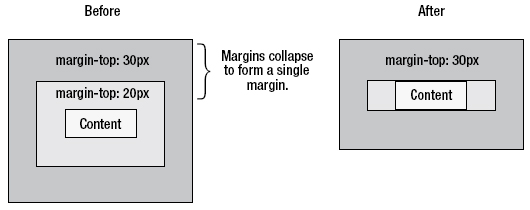 Before
After
margin-top: 30px
margin-top: 20px
Content
Margins collapse
to form a single
margin.
margin-top: 30px
Content